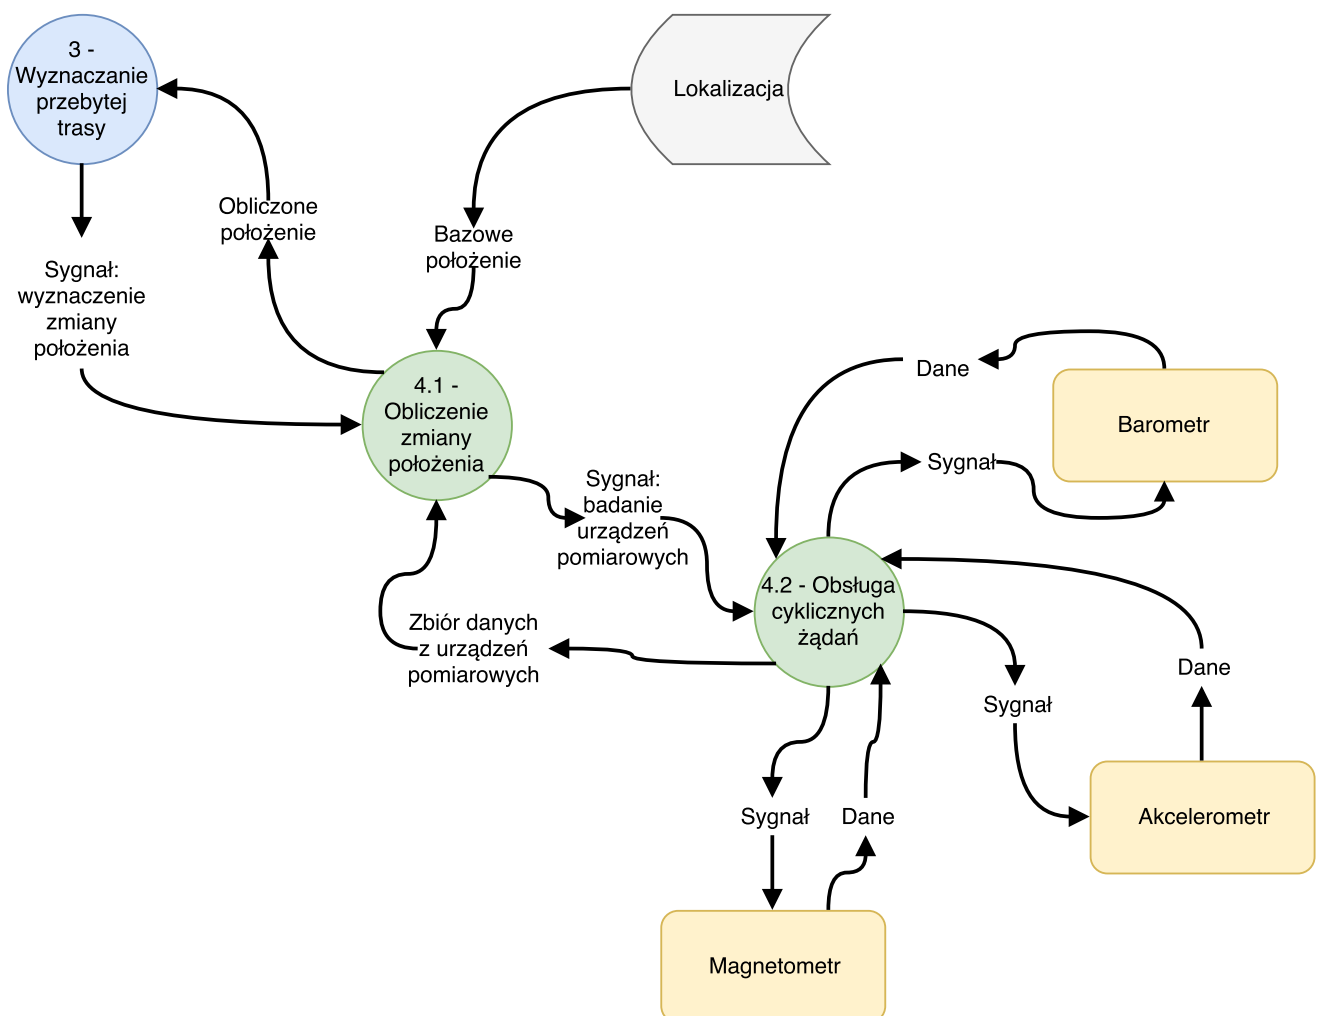 3 -
Wyznaczanie
przebytej
trasy
Lokalizacja
Obliczone
położenie
Bazowe
położenie
Sygnał:
wyznaczenie
zmiany
położenia
4.1 -
Obliczenie
zmiany
położenia
Dane
Barometr
Sygnał
Sygnał:
badanie
urządzeń
pomiarowych
4.2 - Obsługa
cyklicznych
żądań
Zbiór danych
z urządzeń
pomiarowych
Dane
Sygnał
Sygnał
Dane
Akcelerometr
Magnetometr